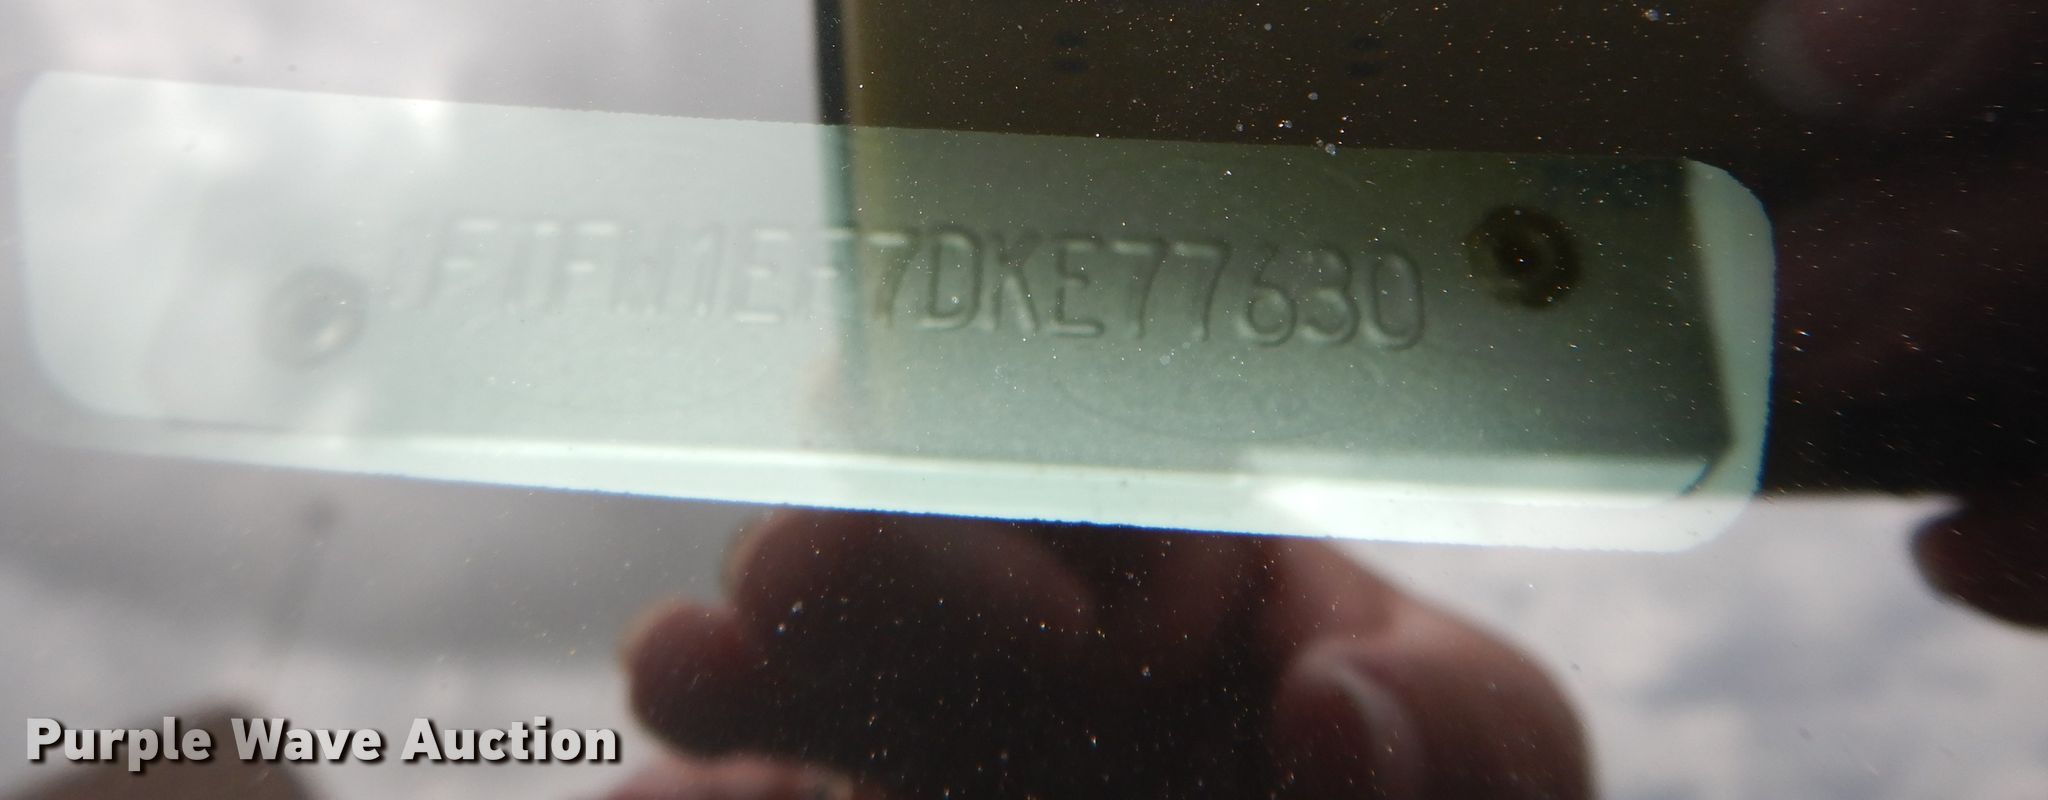 1FTFW1EF7DKE77630
Purple Wave Auction